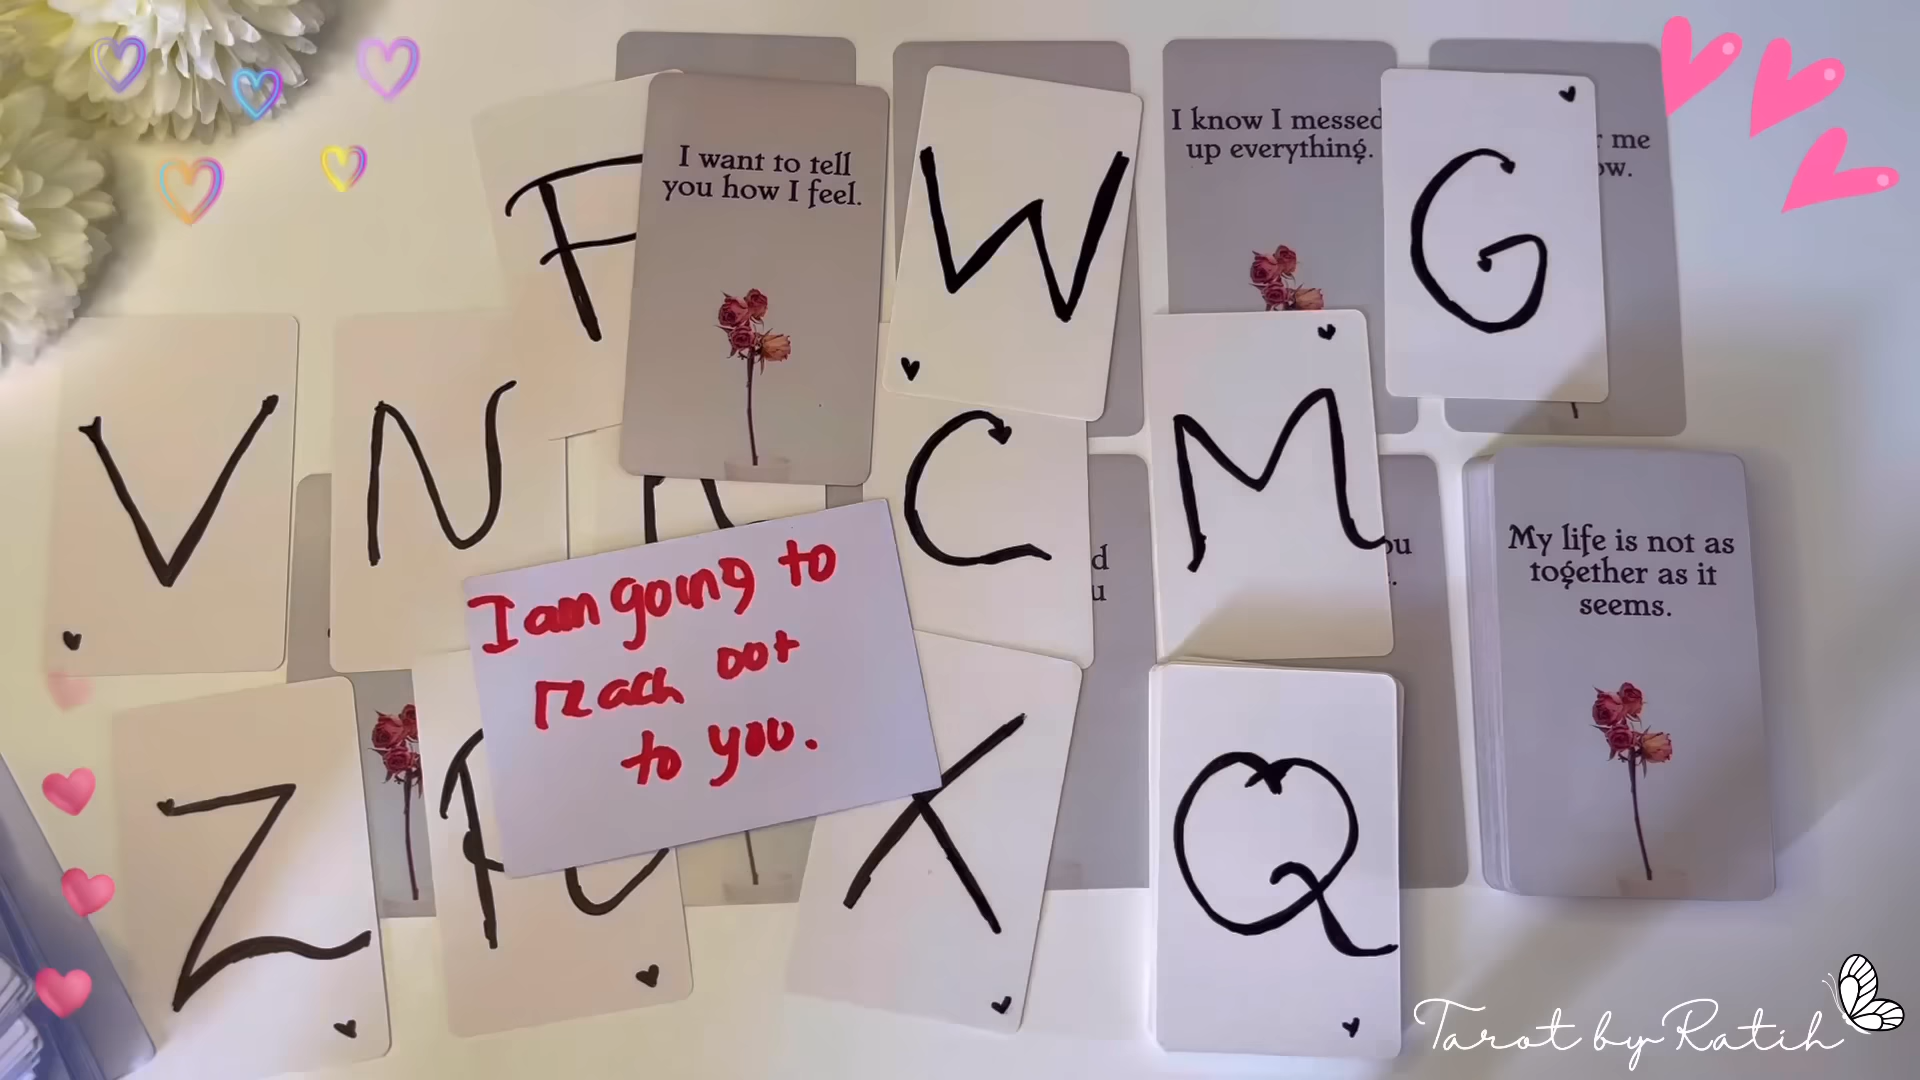 F
I want to tell
you how I feel.
W
I know I messed
up everything.
G
me
V
N
C
M
I am going to
reach out
to you.
My life is not as
together as it
seems.
Z
R
X
Q
Tarot by Ratih